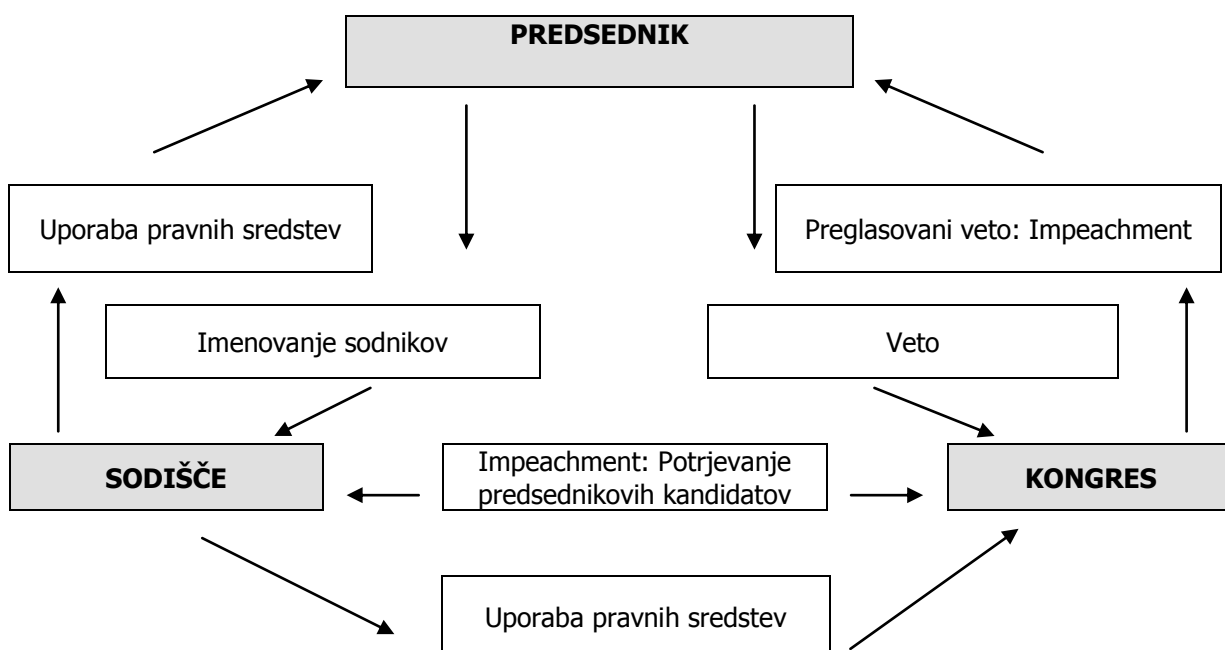 PREDSEDNIK
Uporaba pravnih sredstev
Preglasovani veto: Impeachment
Imenovanje sodnikov
Veto
SODIŠČE
Impeachment: Potrjevanje
predsednikovih kandidatov
KONGRES
Uporaba pravnih sredstev